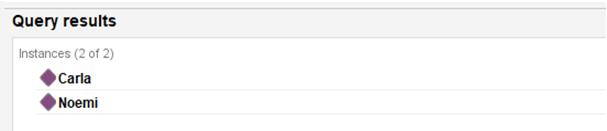 Query results
Instances (2 of 2)
Carla
Noemi